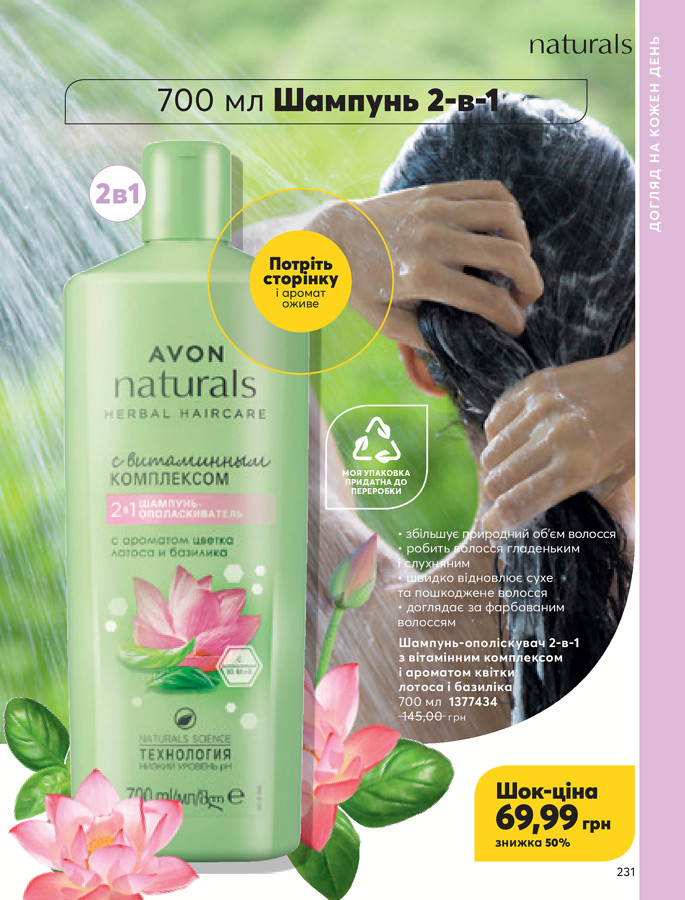 naturals
ДОГЛЯД НА КОЖЕН ДЕНЬ
700 мл Шампунь 2-в-1
2в1
Потріть
сторінку
і аромат
оживе
AVON
naturals
HERBAL HAIRCARE
с витаминным
КОМПЛЕКСОМ
2в1 ШАМПУНЬ-
ОПОЛАСКИВАТЕЛЬ
с ароматом цветка
лотоса и базилика
NATURALS SCIENCE
ТЕХНОЛОГИЯ
НИЗКИЙ УРОВЕНЬ pH
700 ml/мл/მლ e
МОЯ УПАКОВКА
ПРИДАТНА ДО
ПЕРЕРОБКИ
• збільшує природний об'єм волосся
• робить волосся гладеньким
і слухняним
• швидко відновлює сухе
та пошкоджене волосся
• доглядає за фарбованим
волоссям
Шампунь-ополіскувач 2-в-1
з вітамінним комплексом
і ароматом квітки
лотоса і базиліка
700 мл 1377434
145,00 грн
Шок-ціна
69,99 грн
знижка 50%
231